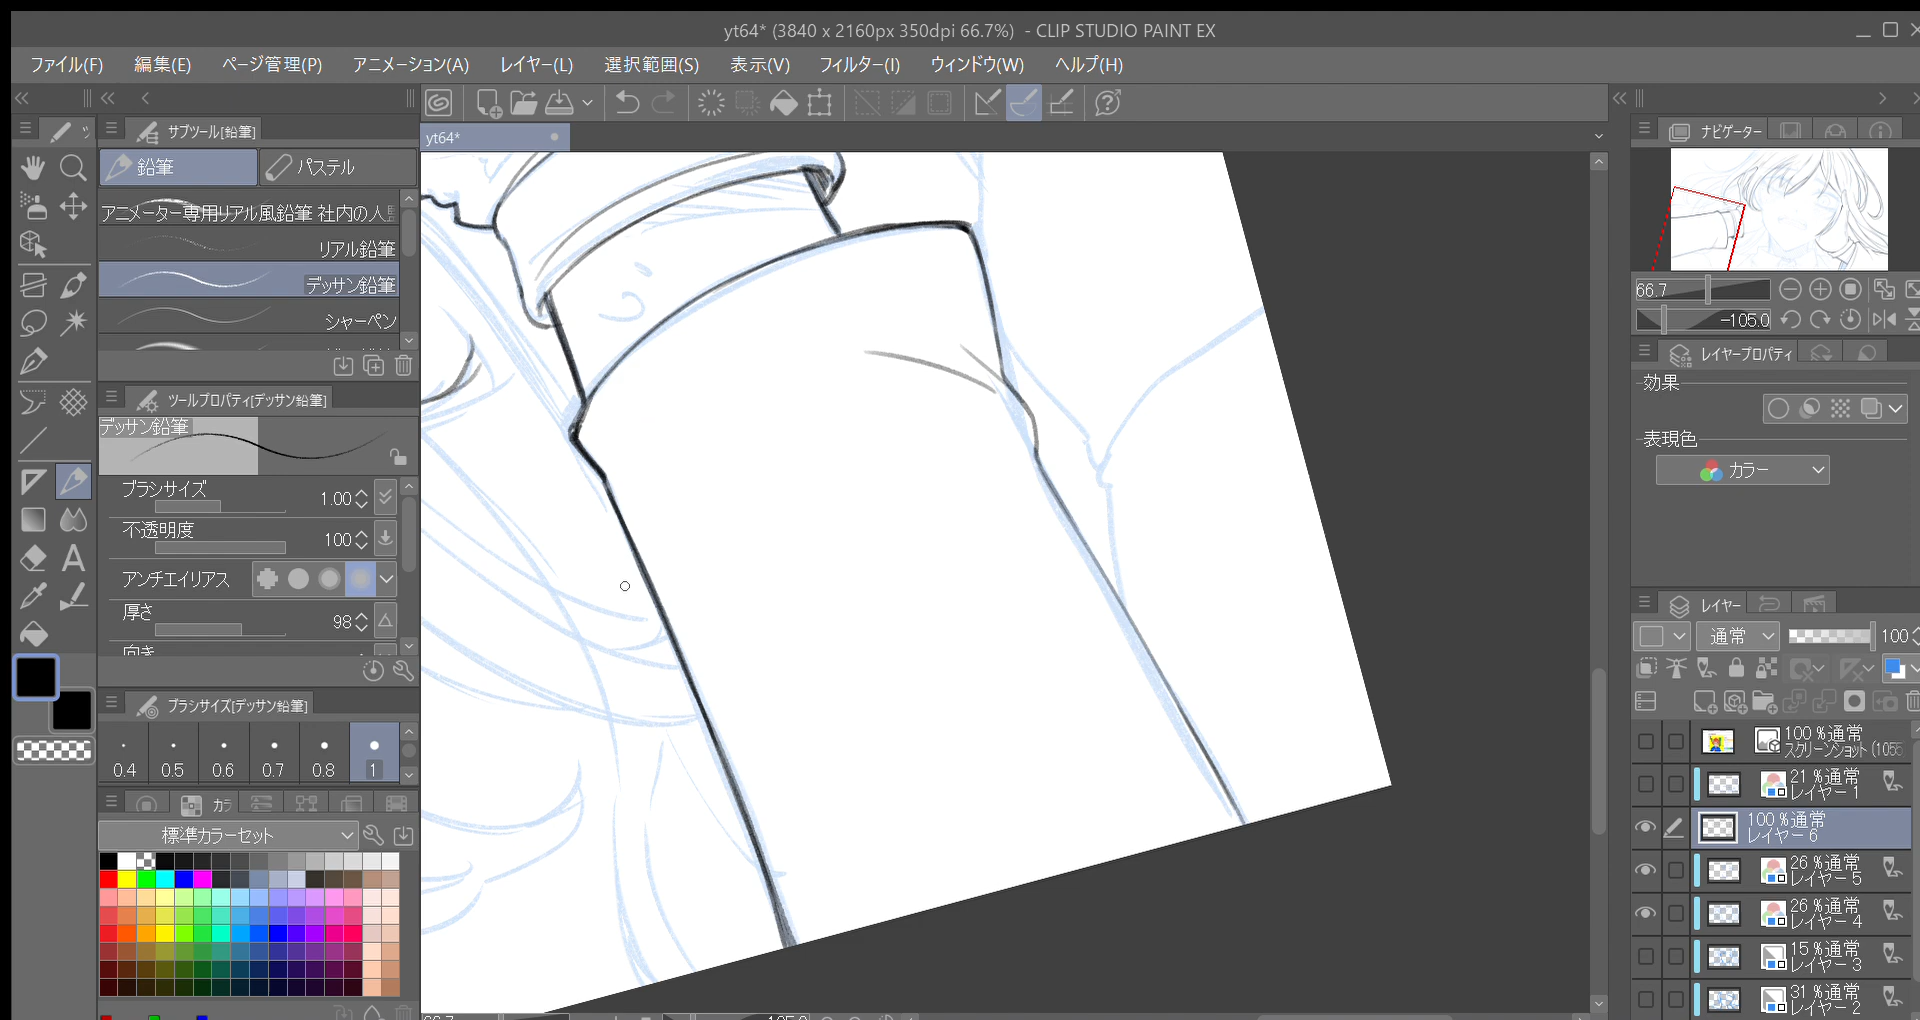 yt64* (3840 x 2160px 350dpi 66.7%) - CLIP STUDIO PAINT EX
ファイル(F) 編集(E) ページ管理(P) アニメーション(A) レイヤー(L) 選択範囲(S) 表示(V) フィルター(I) ウィンドウ(W) ヘルプ(H)
サブツール[鉛筆]
鉛筆 パステル
アニメーター専用リアル風鉛筆 社内の人
リアル鉛筆
デッサン鉛筆
シャーペン
ツールプロパティ[デッサン鉛筆]
デッサン鉛筆
ブラシサイズ 1.00
不透明度 100
アンチエイリアス
厚さ 98
向き
ブラシサイズ[デッサン鉛筆]
0.4 0.5 0.6 0.7 0.8 1
カラ
標準カラーセット
yt64*
ナビゲーター
66.7
-105.0
レイヤープロパティ
効果
表現色
カラー
レイヤー
通常 100
100 %通常
スクリーンショット (1055
21 %通常
レイヤー 1
100 %通常
レイヤー 6
26 %通常
レイヤー 5
26 %通常
レイヤー 4
15 %通常
レイヤー 3
31 %通常
レイヤー 2